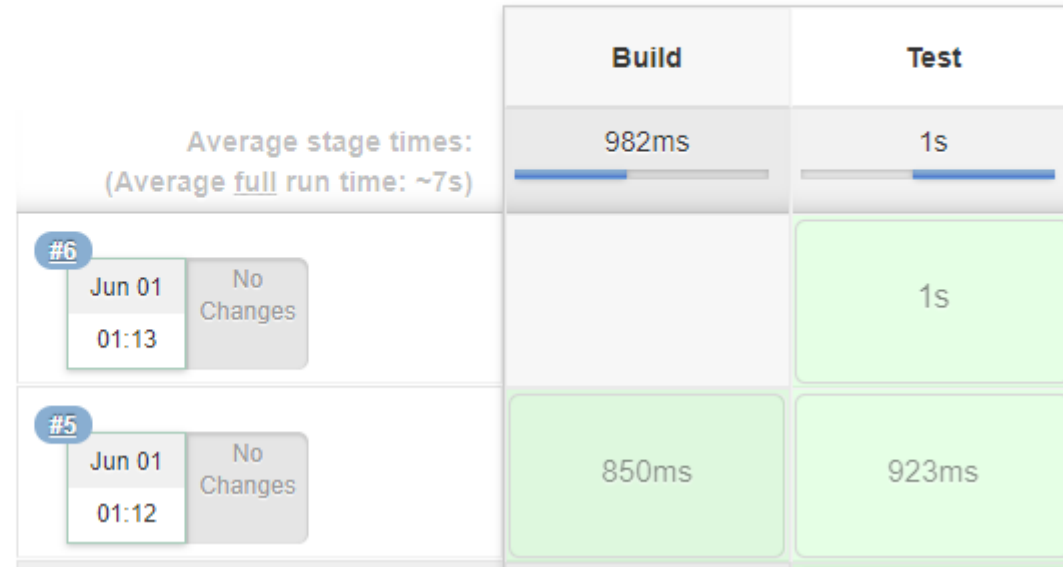 Build Test
Average stage times: 982ms 1s
(Average full run time: ~7s)
#6
Jun 01 No
Changes
01:13
1s
#5
Jun 01 No
Changes
01:12
850ms 923ms